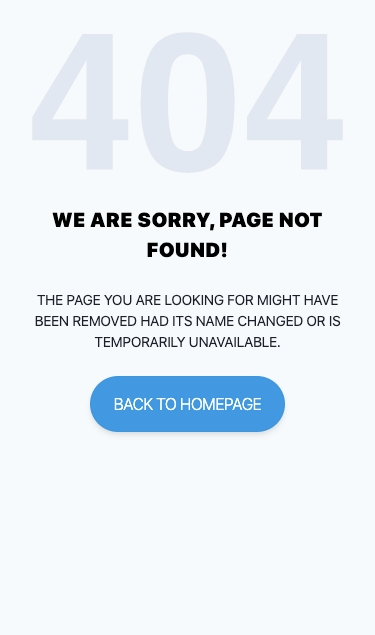 404
WE ARE SORRY, PAGE NOT
FOUND!
THE PAGE YOU ARE LOOKING FOR MIGHT HAVE
BEEN REMOVED HAD ITS NAME CHANGED OR IS
TEMPORARILY UNAVAILABLE.
BACK TO HOMEPAGE